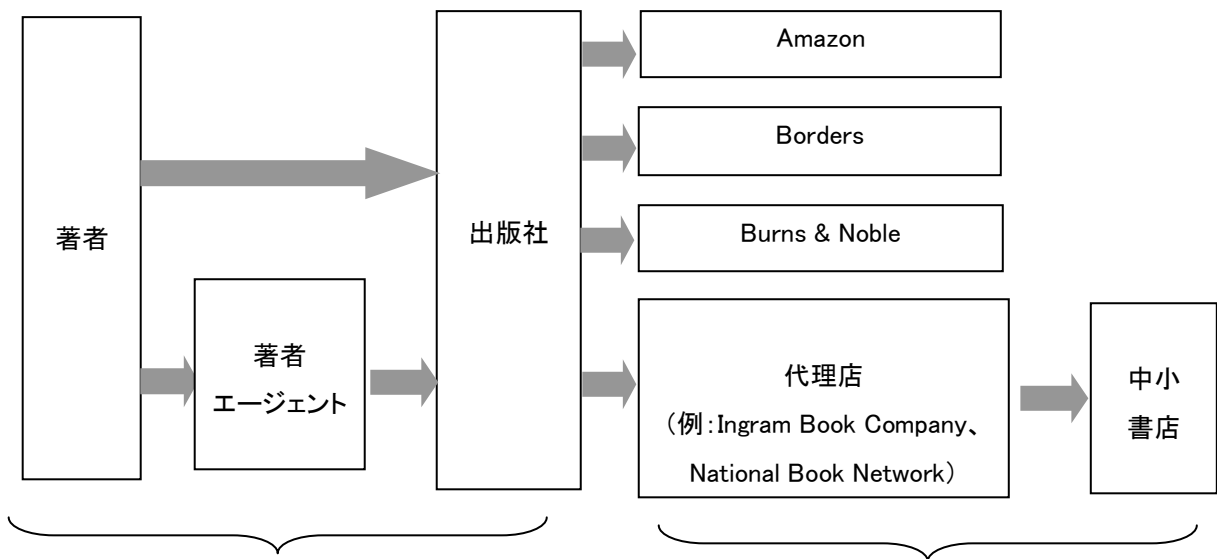 著者
著者
エージェント
出版社
Amazon
Borders
Burns & Noble
代理店
（例：Ingram Book Company、
National Book Network）
中小
書店